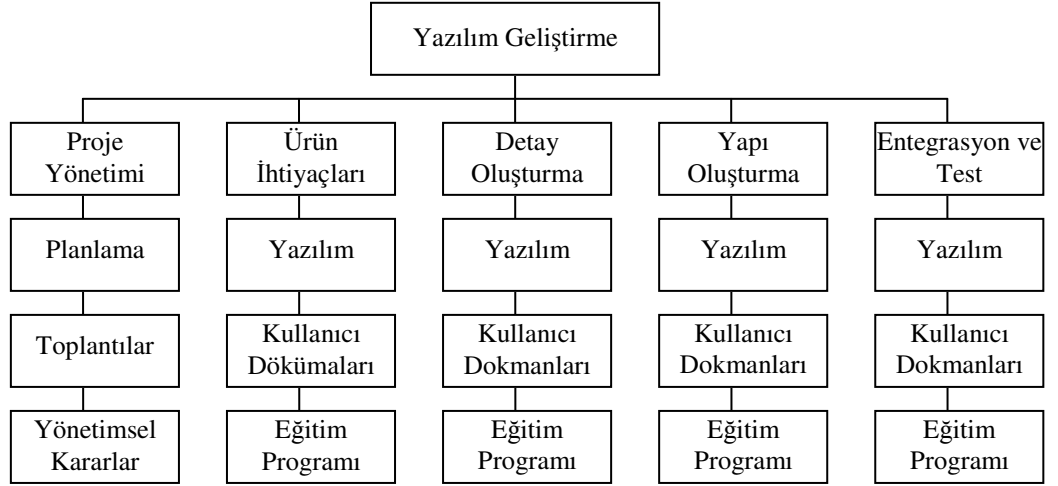 Yazılım Geliştirme
Proje
Yönetimi
Ürün
İhtiyaçları
Detay
Oluşturma
Yapı
Oluşturma
Entegrasyon ve
Test
Planlama
Yazılım
Yazılım
Yazılım
Yazılım
Toplantılar
Kullanıcı
Dökümaları
Kullanıcı
Dokmanları
Kullanıcı
Dokmanları
Kullanıcı
Dokmanları
Yönetimsel
Kararlar
Eğitim
Programı
Eğitim
Programı
Eğitim
Programı
Eğitim
Programı